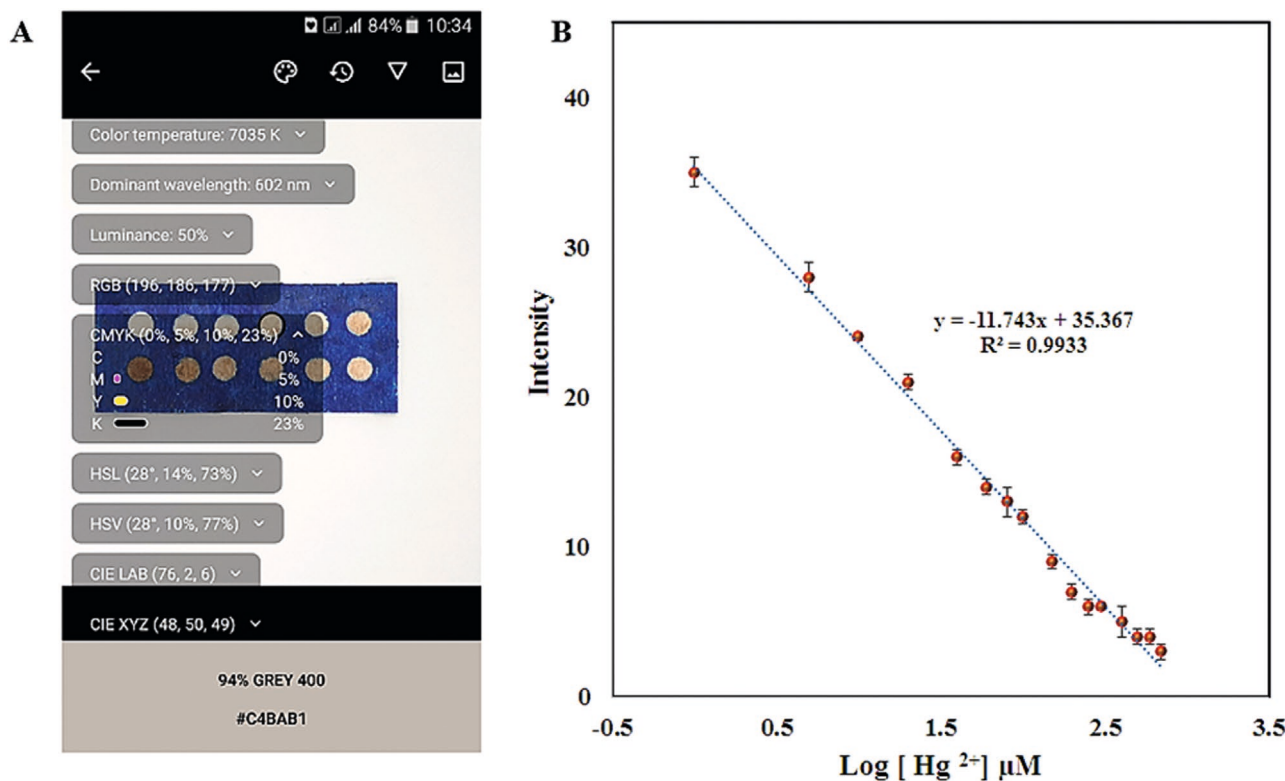 A
84% 10:34
Color temperature: 7035 K
Dominant wavelength: 602 nm
Luminance: 50%
RGB (196, 186, 177)
CMYK (0%, 5%, 10%, 23%)
C 0%
M 5%
Y 10%
K 23%
HSL (28°, 14%, 73%)
HSV (28°, 10%, 77%)
CIE LAB (76, 2, 6)
CIE XYZ (48, 50, 49)
94% GREY 400
#C4BAB1
B
Intensity
40
30
20
10
0
y = -11.743x + 35.367
R² = 0.9933
-0.5 0.5 1.5 2.5 3.5
Log [ Hg ²⁺] µM